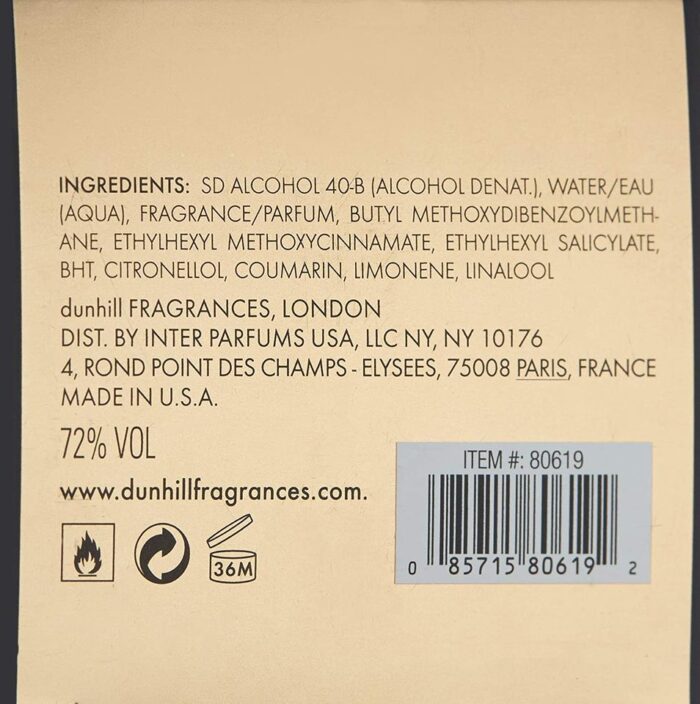 INGREDIENTS: SD ALCOHOL 40-B (ALCOHOL DENAT.), WATER/EAU
(AQUA), FRAGRANCE/PARFUM, BUTYL METHOXYDIBENZOYLMETH-
ANE, ETHYLHEXYL METHOXYCINNAMATE, ETHYLHEXYL SALICYLATE,
BHT, CITRONELLOL, COUMARIN, LIMONENE, LINALOOL
dunhill FRAGRANCES, LONDON
DIST. BY INTER PARFUMS USA, LLC NY, NY 10176
4, ROND POINT DES CHAMPS - ELYSEES, 75008 PARIS, FRANCE
MADE IN U.S.A.
72% VOL
www.dunhillfragrances.com.
36M
ITEM #: 80619
0 85715 80619 2